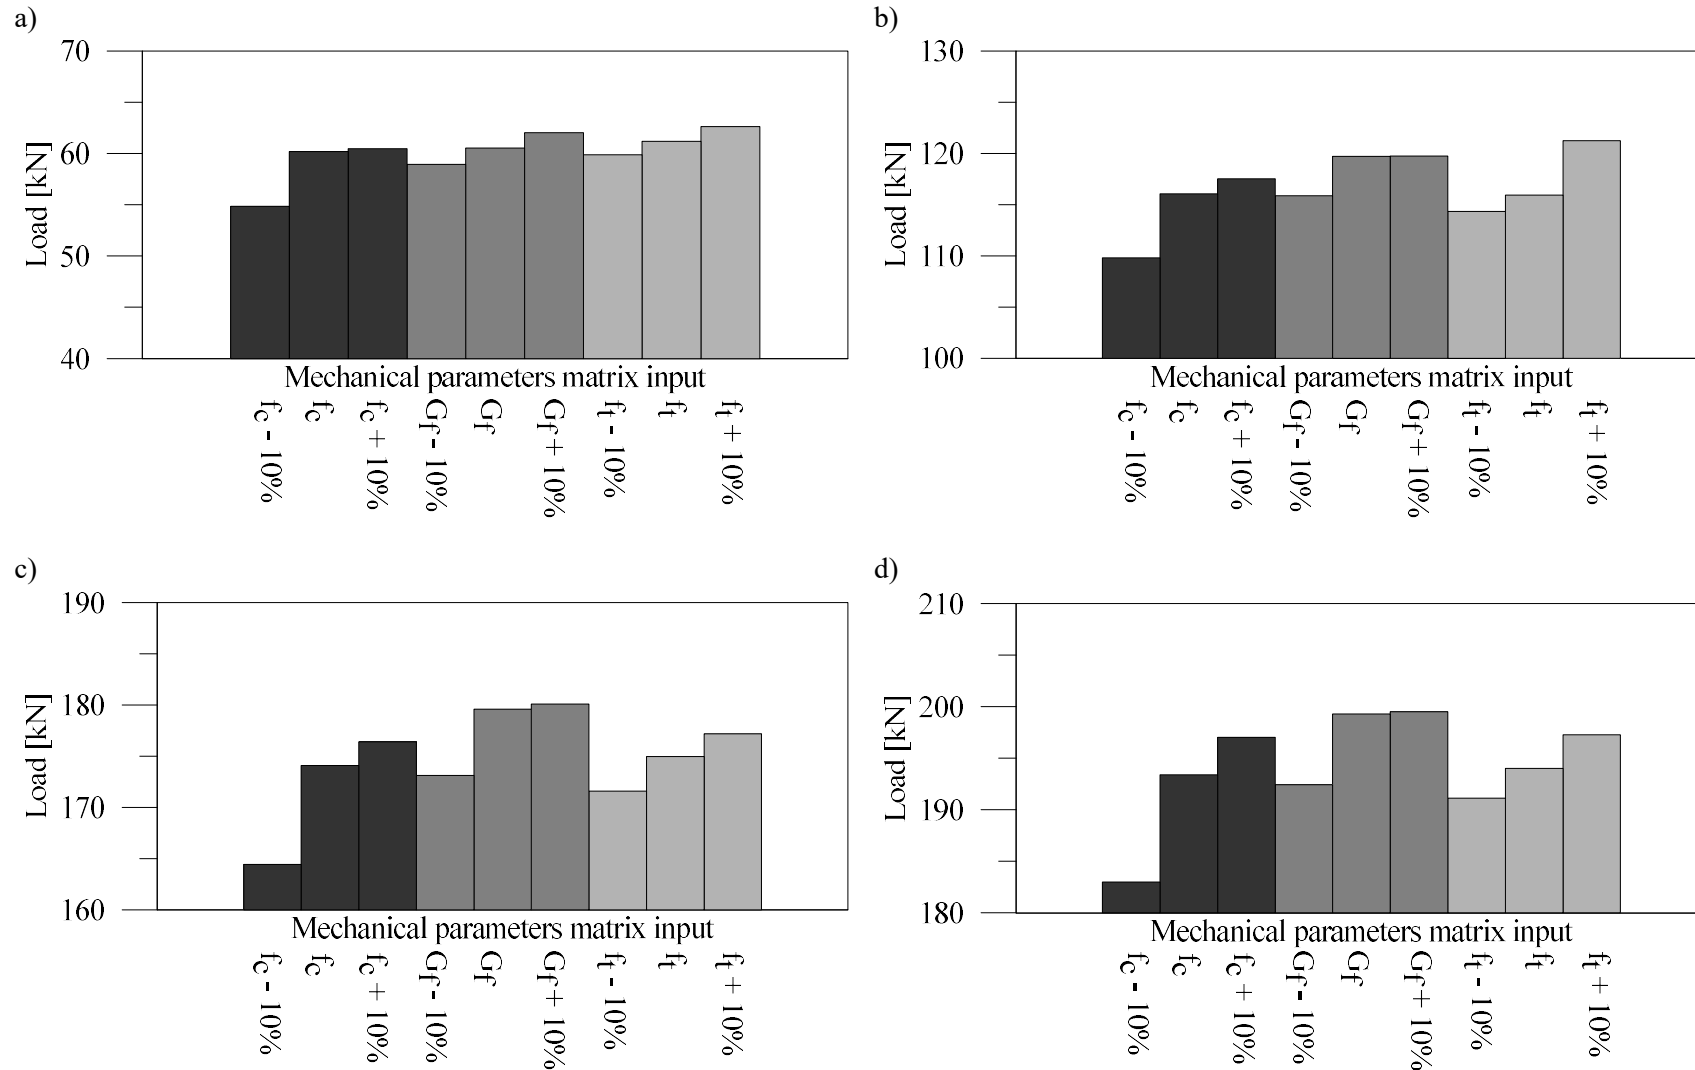 a)
70
60
50
40
Load [kN]
Mechanical parameters matrix input
fc - 10%
fc
fc + 10%
Gf - 10%
Gf
Gf + 10%
ft - 10%
ft
ft + 10%
b)
130
120
110
100
Load [kN]
Mechanical parameters matrix input
fc - 10%
fc
fc + 10%
Gf - 10%
Gf
Gf + 10%
ft - 10%
ft
ft + 10%
c)
190
180
170
160
Load [kN]
Mechanical parameters matrix input
fc - 10%
fc
fc + 10%
Gf - 10%
Gf
Gf + 10%
ft - 10%
ft
ft + 10%
d)
210
200
190
180
Load [kN]
Mechanical parameters matrix input
fc - 10%
fc
fc + 10%
Gf - 10%
Gf
Gf + 10%
ft - 10%
ft
ft + 10%